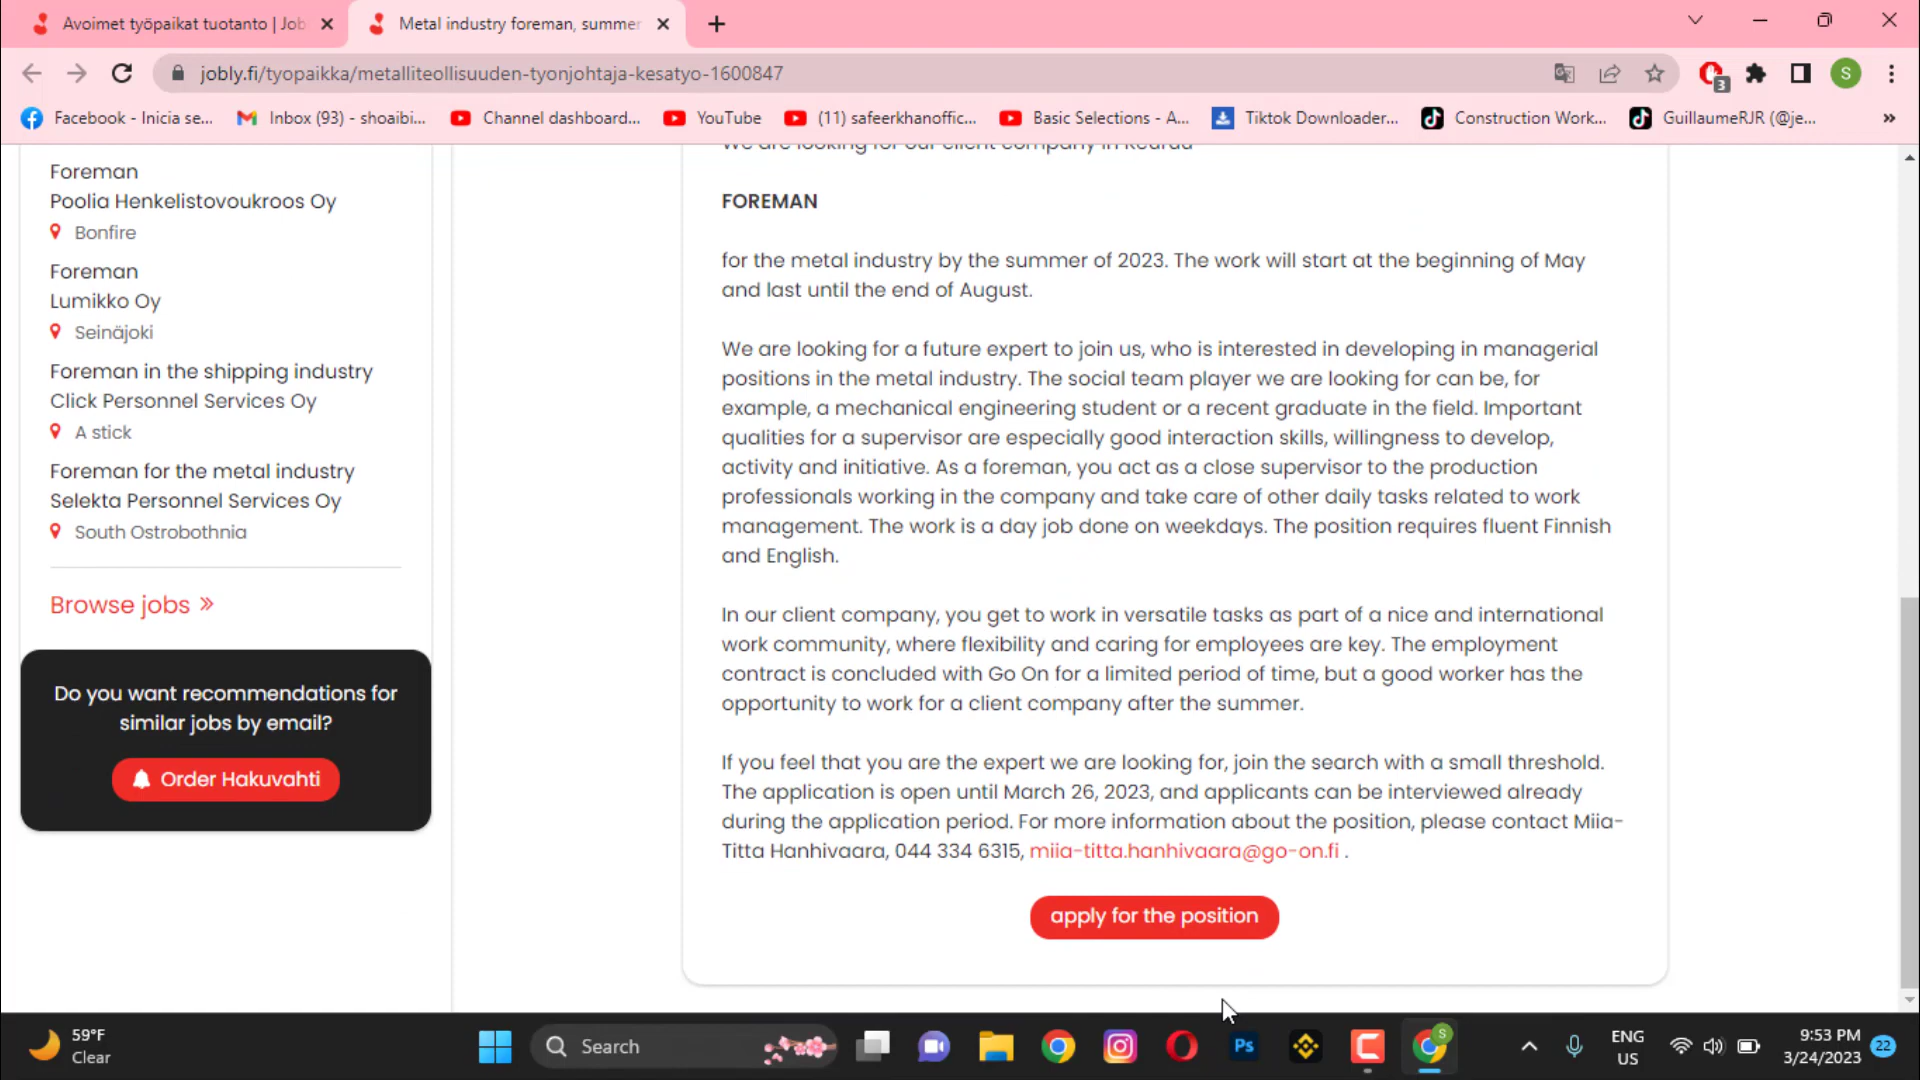 Avoimet työpaikat tuotanto | Job
Metal industry foreman, summer
jobly.fi/tyopaikka/metalliteollisuuden-tyonjohtaja-kesatyo-1600847
3
S
Facebook - Inicia se...
Inbox (93) - shoaibi...
Channel dashboard...
YouTube
(11) safeerkhanoffic...
Basic Selections - A...
Tiktok Downloader...
Construction Work...
GuillaumeRJR (@je...
»
Foreman
Poolia Henkelistovoukroos Oy
Bonfire
Foreman
Lumikko Oy
Seinäjoki
Foreman in the shipping industry
Click Personnel Services Oy
A stick
Foreman for the metal industry
Selekta Personnel Services Oy
South Ostrobothnia
Browse jobs »
Do you want recommendations for
similar jobs by email?
Order Hakuvahti
We are looking for our client company in Keuruu
FOREMAN
for the metal industry by the summer of 2023. The work will start at the beginning of May
and last until the end of August.
We are looking for a future expert to join us, who is interested in developing in managerial
positions in the metal industry. The social team player we are looking for can be, for
example, a mechanical engineering student or a recent graduate in the field. Important
qualities for a supervisor are especially good interaction skills, willingness to develop,
activity and initiative. As a foreman, you act as a close supervisor to the production
professionals working in the company and take care of other daily tasks related to work
management. The work is a day job done on weekdays. The position requires fluent Finnish
and English.
In our client company, you get to work in versatile tasks as part of a nice and international
work community, where flexibility and caring for employees are key. The employment
contract is concluded with Go On for a limited period of time, but a good worker has the
opportunity to work for a client company after the summer.
If you feel that you are the expert we are looking for, join the search with a small threshold.
The application is open until March 26, 2023, and applicants can be interviewed already
during the application period. For more information about the position, please contact Miia-
Titta Hanhivaara, 044 334 6315, miia-titta.hanhivaara@go-on.fi .
apply for the position
59°F
Clear
Search
Ps
S
ENG
US
9:53 PM
3/24/2023
22